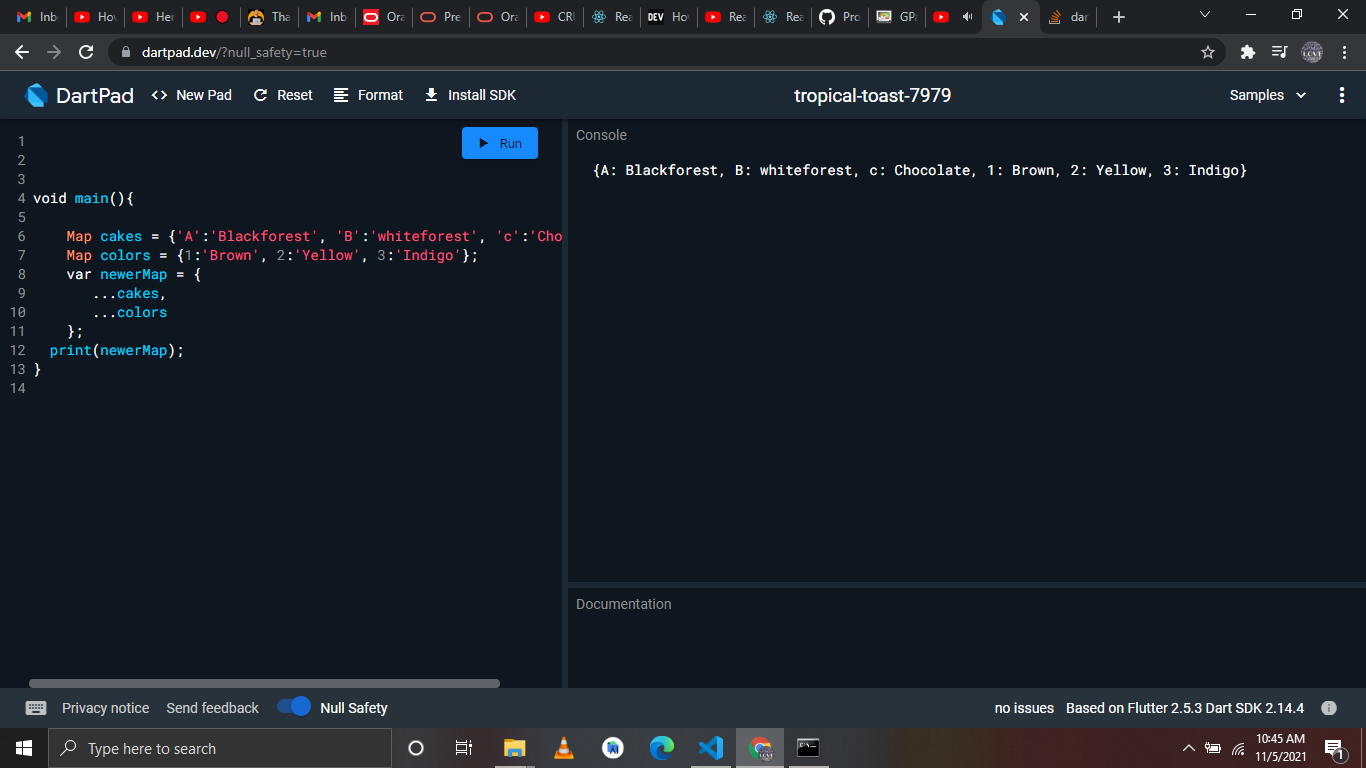 Inb Hov Her Tha Inb Ora Pre Ora CRU Rea DEV Hov Rea Rea Pro GPA dar
dartpad.dev/?null_safety=true
DartPad <> New Pad Reset Format Install SDK tropical-toast-7979 Samples
Run
Console
{A: Blackforest, B: whiteforest, c: Chocolate, 1: Brown, 2: Yellow, 3: Indigo}
1
2
3
4 void main(){
5
6 Map cakes = {'A':'Blackforest', 'B':'whiteforest', 'c':'Cho
7 Map colors = {1:'Brown', 2:'Yellow', 3:'Indigo'};
8 var newerMap = {
9 ...cakes,
10 ...colors
11 };
12 print(newerMap);
13 }
14
Documentation
Privacy notice Send feedback Null Safety no issues Based on Flutter 2.5.3 Dart SDK 2.14.4
Type here to search
10:45 AM
11/5/2021
1